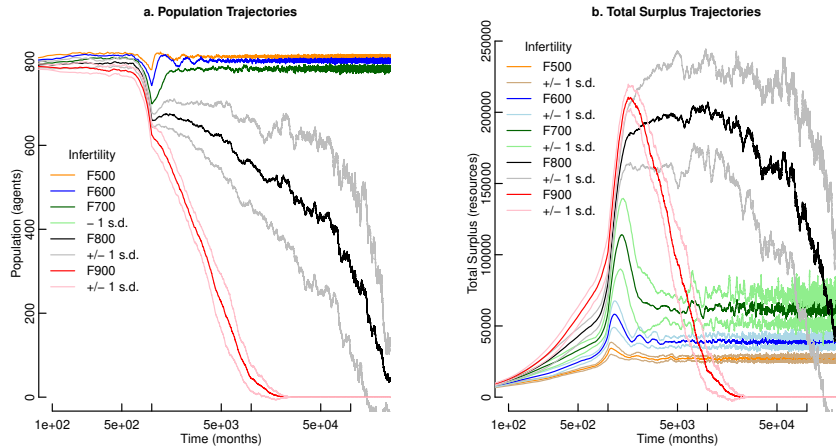 a. Population Trajectories
800
600
400
200
0
Population (agents)
Infertility
F500
F600
F700
− 1 s.d.
F800
+/− 1 s.d.
F900
+/− 1 s.d.
1e+02 5e+02 5e+03 5e+04
Time (months)
b. Total Surplus Trajectories
250000
200000
150000
100000
50000
0
Total Surplus (resources)
Infertility
F500
+/− 1 s.d.
F600
+/− 1 s.d.
F700
+/− 1 s.d.
F800
+/− 1 s.d.
F900
+/− 1 s.d.
1e+02 5e+02 5e+03 5e+04
Time (months)